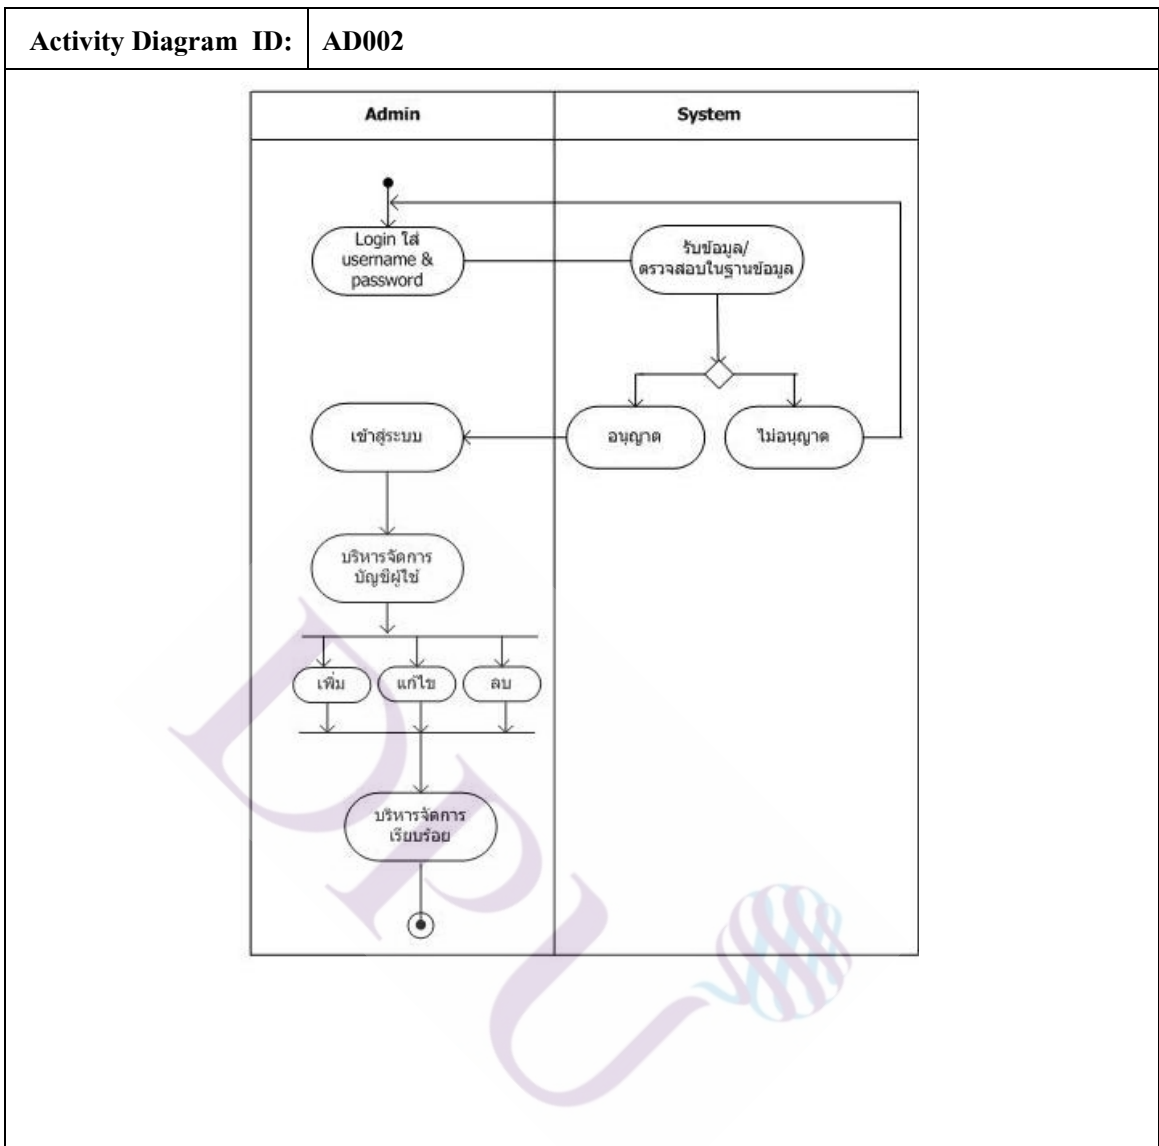 Activity Diagram ID: AD002
Admin System
Login ใส่
username &
password
รับข้อมูล/
ตรวจสอบในฐานข้อมูล
เข้าสู่ระบบ
อนุญาต
ไม่อนุญาต
บริหารจัดการ
บัญชีผู้ใช้
เพิ่ม แก้ไข ลบ
บริหารจัดการ
เรียบร้อย
DPU